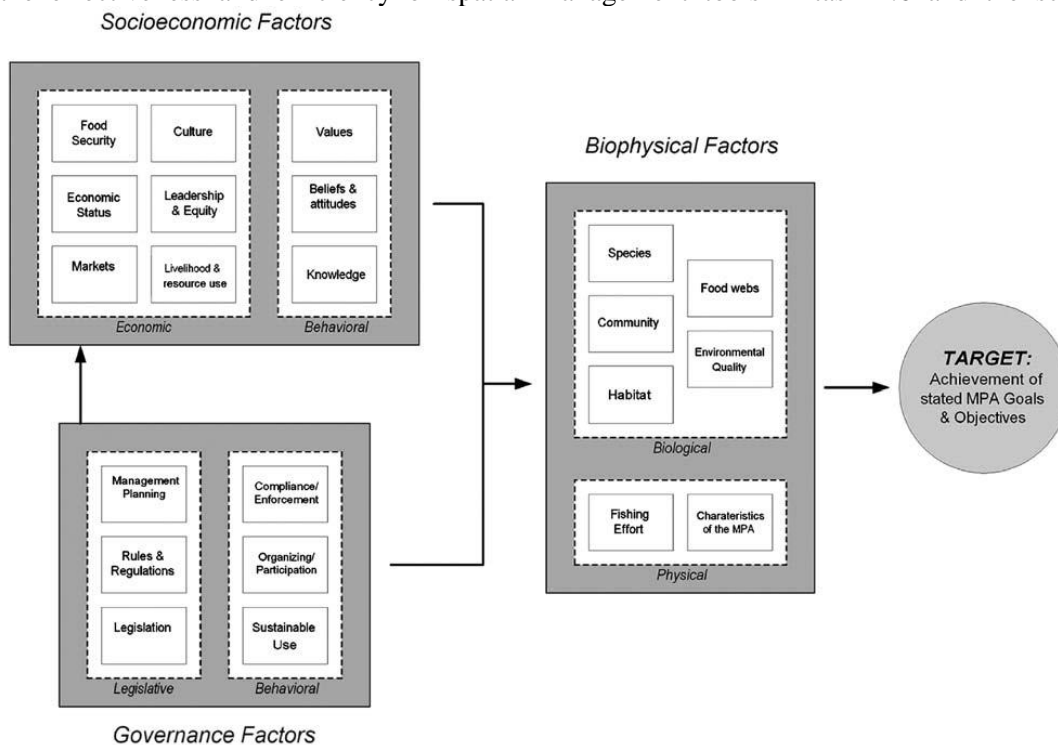 Socioeconomic Factors
Food
Security
Culture
Economic
Status
Leadership
& Equity
Markets
Livelihood &
resource use
Economic
Values
Beliefs &
attitudes
Knowledge
Behavioral
Management
Planning
Rules &
Regulations
Legislation
Legislative
Compliance/
Enforcement
Organizing/
Participation
Sustainable
Use
Behavioral
Governance Factors
Biophysical Factors
Species
Community
Habitat
Food webs
Environmental
Quality
Biological
Fishing
Effort
Charateristics
of the MPA
Physical
TARGET:
Achievement of
stated MPA Goals
& Objectives